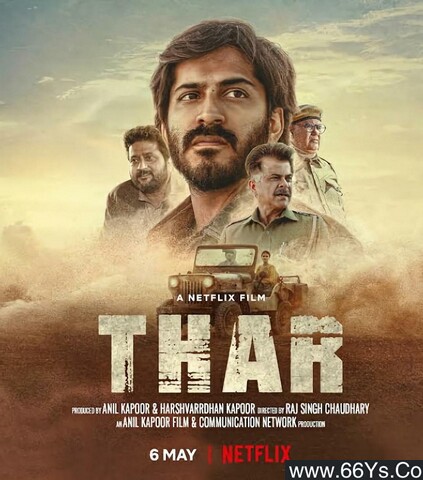 A NETFLIX FILM
THAR
PRODUCED BY ANIL KAPOOR & HARSHVARRDHAN KAPOOR DIRECTED BY RAJ SINGH CHAUDHARY
AN ANIL KAPOOR FILM & COMMUNICATION NETWORK PRODUCTION
6 MAY | NETFLIX
www.66Ys.Co